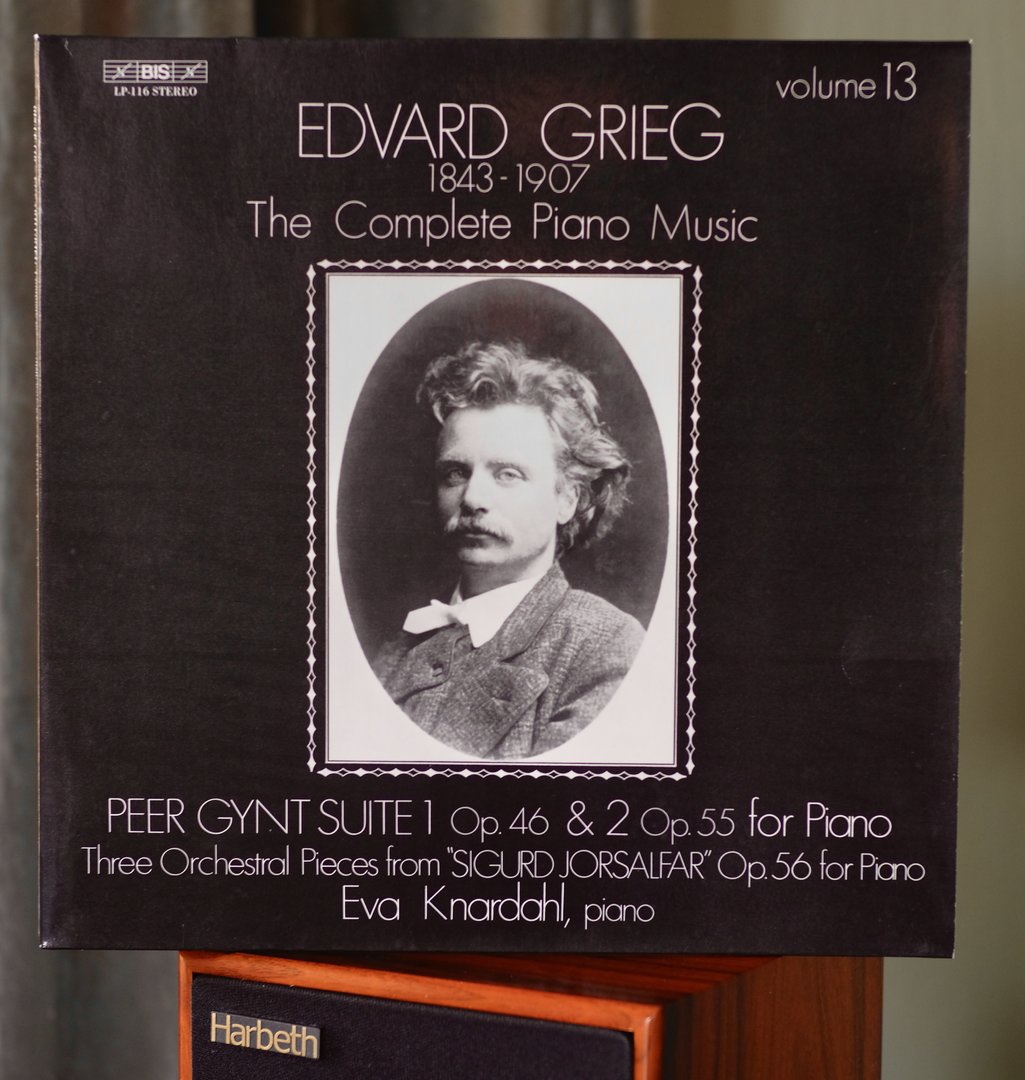 BIS
LP-116 STEREO
volume 13
EDVARD GRIEG
1843-1907
The Complete Piano Music
PEER GYNT SUITE 1 Op. 46 & 2 Op. 55 for Piano
Three Orchestral Pieces from "SIGURD JORSALFAR" Op. 56 for Piano
Eva Knardahl, piano
Harbeth